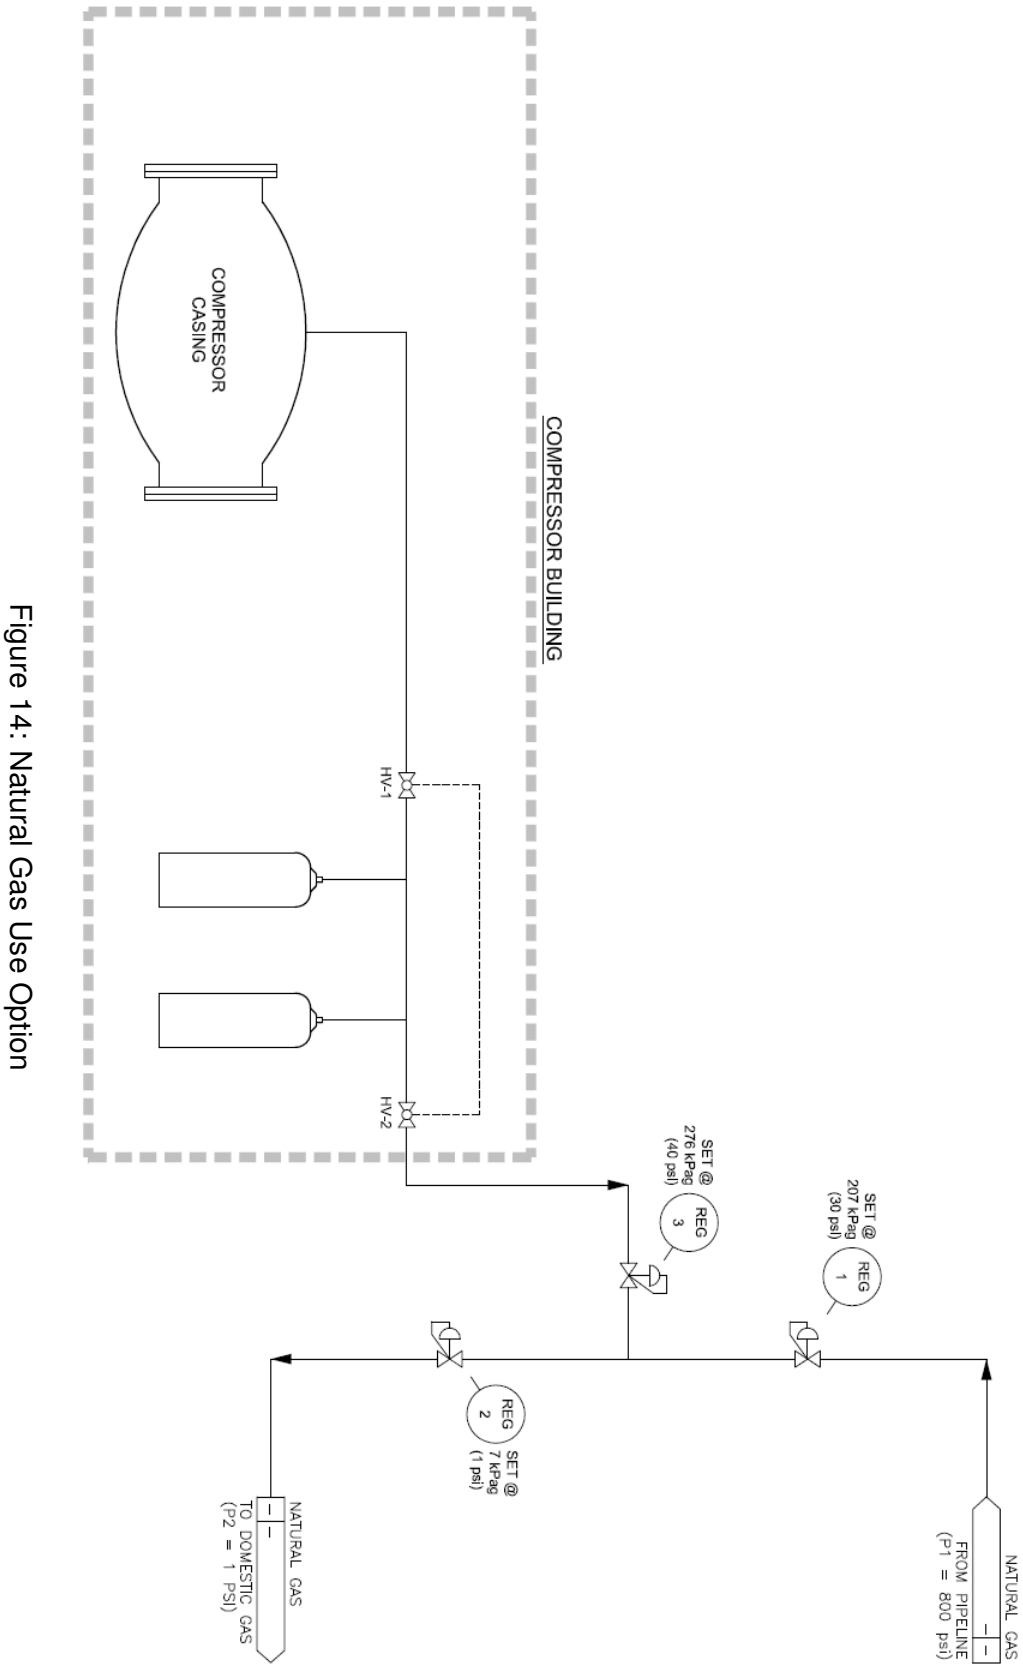 COMPRESSOR BUILDING
COMPRESSOR
CASING
HV-1
HV-2
SET @
276 kPag
(40 psi)
REG
3
SET @
207 kPag
(30 psi)
REG
1
REG
2
SET @
7 kPag
(1 psi)
NATURAL GAS
FROM PIPELINE
(P1 = 800 psi)
NATURAL GAS
TO DOMESTIC GAS
(P2 = 1 PSI)
Figure 14: Natural Gas Use Option